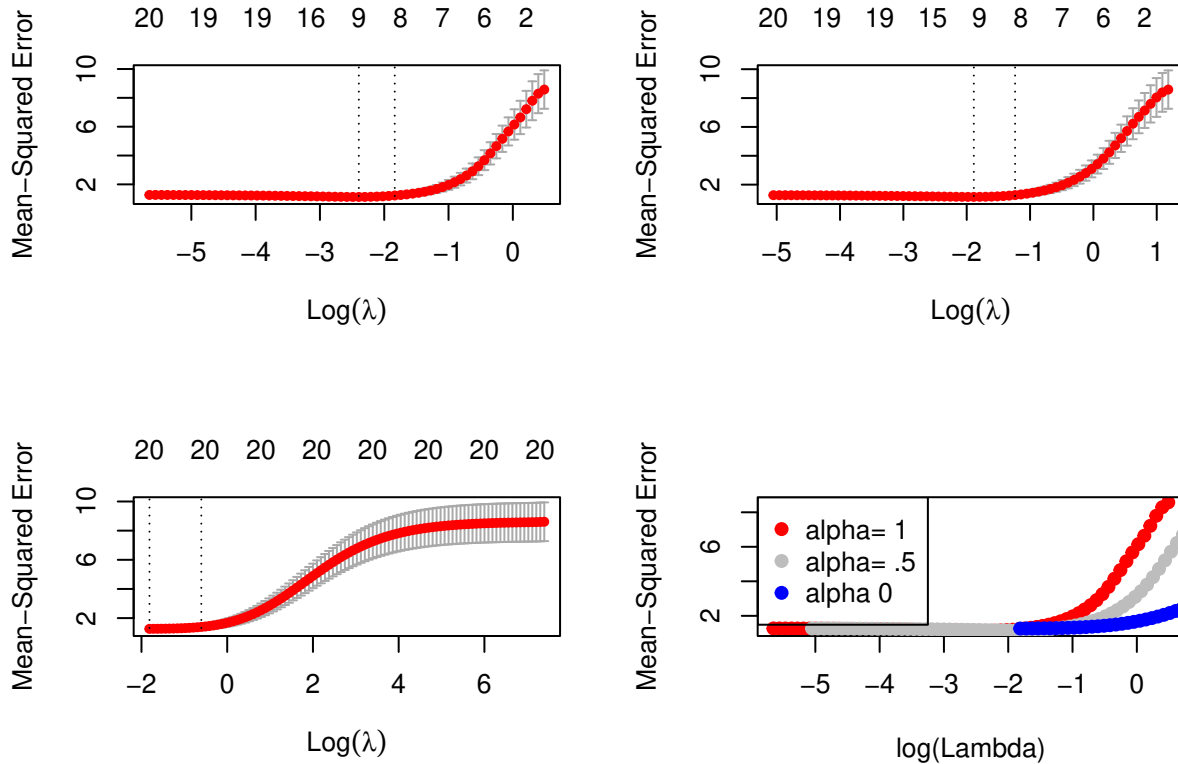 20 19 19 16 9 8 7 6 2
Mean−Squared Error
10
6
2
−5 −4 −3 −2 −1 0
Log(λ)
20 19 19 15 9 8 7 6 2
Mean−Squared Error
10
6
2
−5 −4 −3 −2 −1 0 1
Log(λ)
20 20 20 20 20 20 20 20
Mean−Squared Error
10
6
2
−2 0 2 4 6
Log(λ)
Mean−Squared Error
6
2
alpha= 1
alpha= .5
alpha 0
−5 −4 −3 −2 −1 0
log(Lambda)